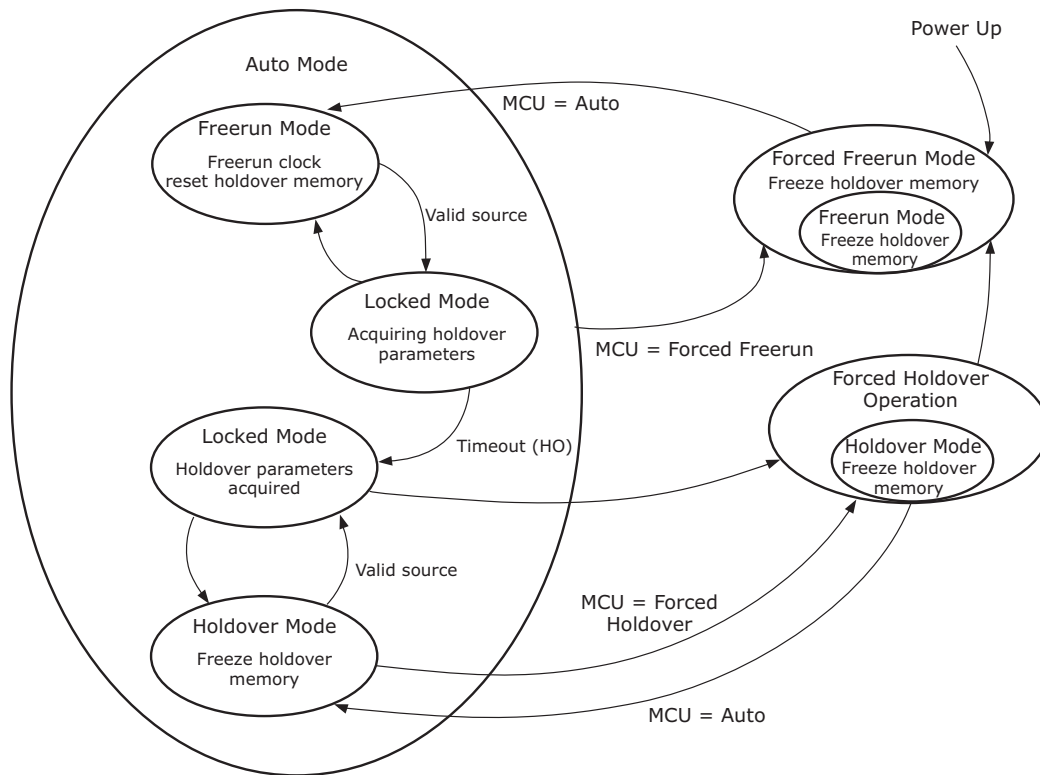 Power Up
Auto Mode
MCU = Auto
Freerun Mode
Freerun clock
reset holdover memory
Forced Freerun Mode
Freeze holdover memory
Freerun Mode
Freeze holdover
memory
Valid source
Locked Mode
Acquiring holdover
parameters
MCU = Forced Freerun
Forced Holdover
Operation
Holdover Mode
Freeze holdover
memory
Locked Mode
Holdover parameters
acquired
Timeout (HO)
Valid source
MCU = Forced
Holdover
Holdover Mode
Freeze holdover
memory
MCU = Auto